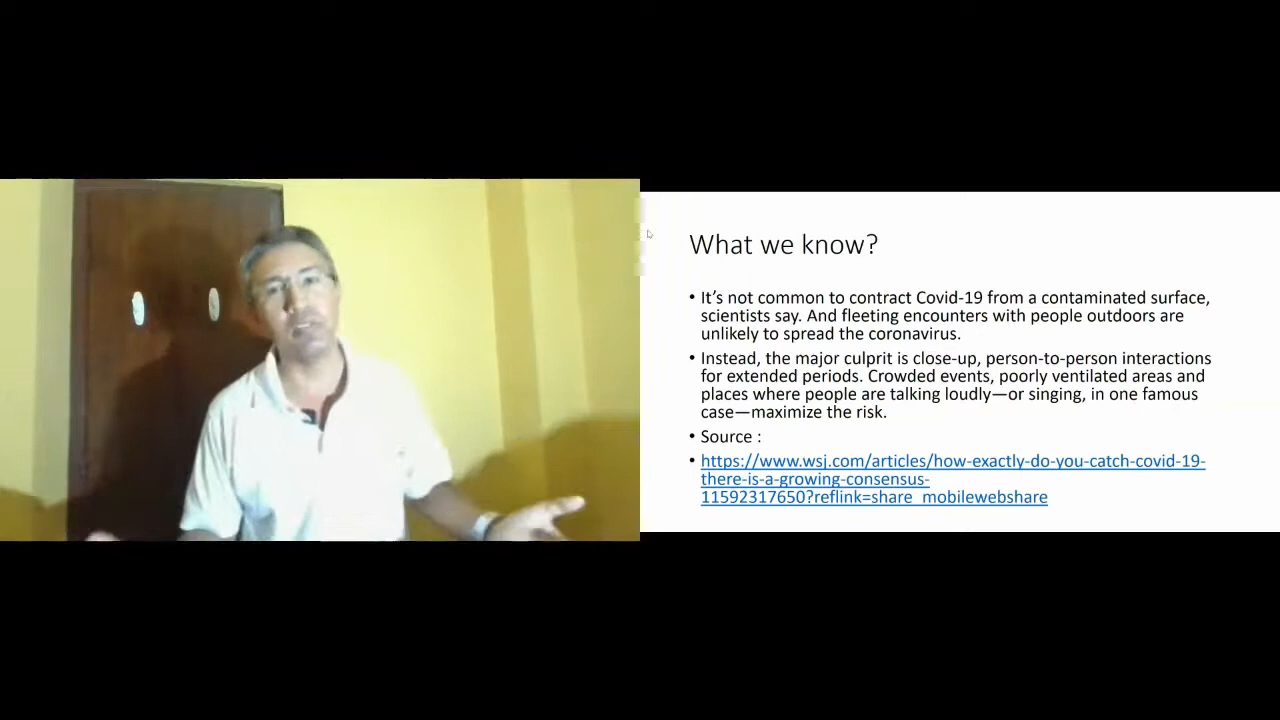 What we know?
• It’s not common to contract Covid-19 from a contaminated surface,
scientists say. And fleeting encounters with people outdoors are
unlikely to spread the coronavirus.
• Instead, the major culprit is close-up, person-to-person interactions
for extended periods. Crowded events, poorly ventilated areas and
places where people are talking loudly—or singing, in one famous
case—maximize the risk.
• Source :
• https://www.wsj.com/articles/how-exactly-do-you-catch-covid-19-
there-is-a-growing-consensus-
11592317650?reflink=share_mobilewebshare